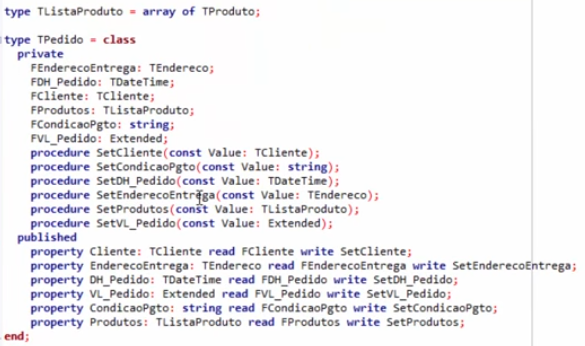 type TListaProduto = array of TProduto;
type TPedido = class
private
FEnderecoEntrega: TEndereco;
FDH_Pedido: TDateTime;
FCliente: TCliente;
FProdutos: TListaProduto;
FCondicaoPgto: string;
FVL_Pedido: Extended;
procedure SetCliente(const Value: TCliente);
procedure SetCondicaoPgto(const Value: string);
procedure SetDH_Pedido(const Value: TDateTime);
procedure SetEnderecoEntrega(const Value: TEndereco);
procedure SetProdutos(const Value: TListaProduto);
procedure SetVL_Pedido(const Value: Extended);
published
property Cliente: TCliente read FCliente write SetCliente;
property EnderecoEntrega: TEndereco read FEnderecoEntrega write SetEnderecoEntrega;
property DH_Pedido: TDateTime read FDH_Pedido write SetDH_Pedido;
property VL_Pedido: Extended read FVL_Pedido write SetVL_Pedido;
property CondicaoPgto: string read FCondicaoPgto write SetCondicaoPgto;
property Produtos: TListaProduto read FProdutos write SetProdutos;
end;